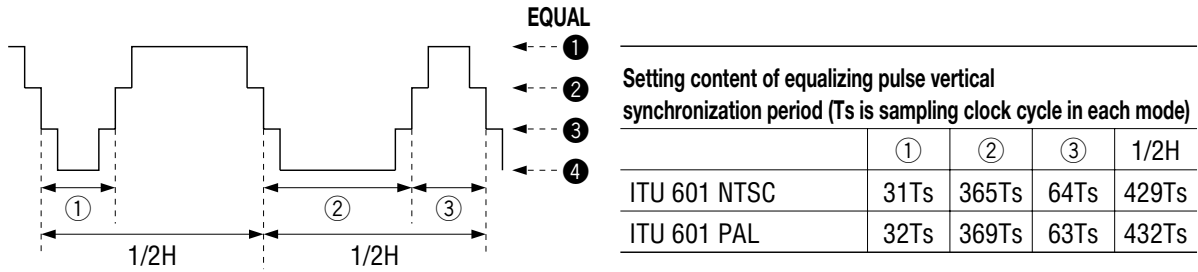 EQUAL
❶
❷
❸
❹
① ② ③
1/2H 1/2H
Setting content of equalizing pulse vertical
synchronization period (Ts is sampling clock cycle in each mode)
① ② ③ 1/2H
ITU 601 NTSC 31Ts 365Ts 64Ts 429Ts
ITU 601 PAL 32Ts 369Ts 63Ts 432Ts